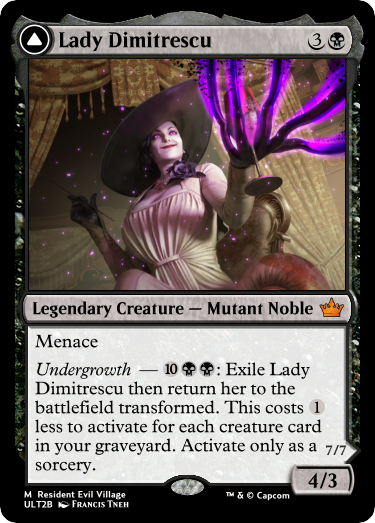 Lady Dimitrescu 3
Legendary Creature — Mutant Noble
Menace
Undergrowth — 10: Exile Lady
Dimitrescu then return her to the
battlefield transformed. This costs 1
less to activate for each creature card
in your graveyard. Activate only as a
sorcery.
7/7
4/3
M Resident Evil Village
ULT2B Francis Tneh
™ & © Capcom